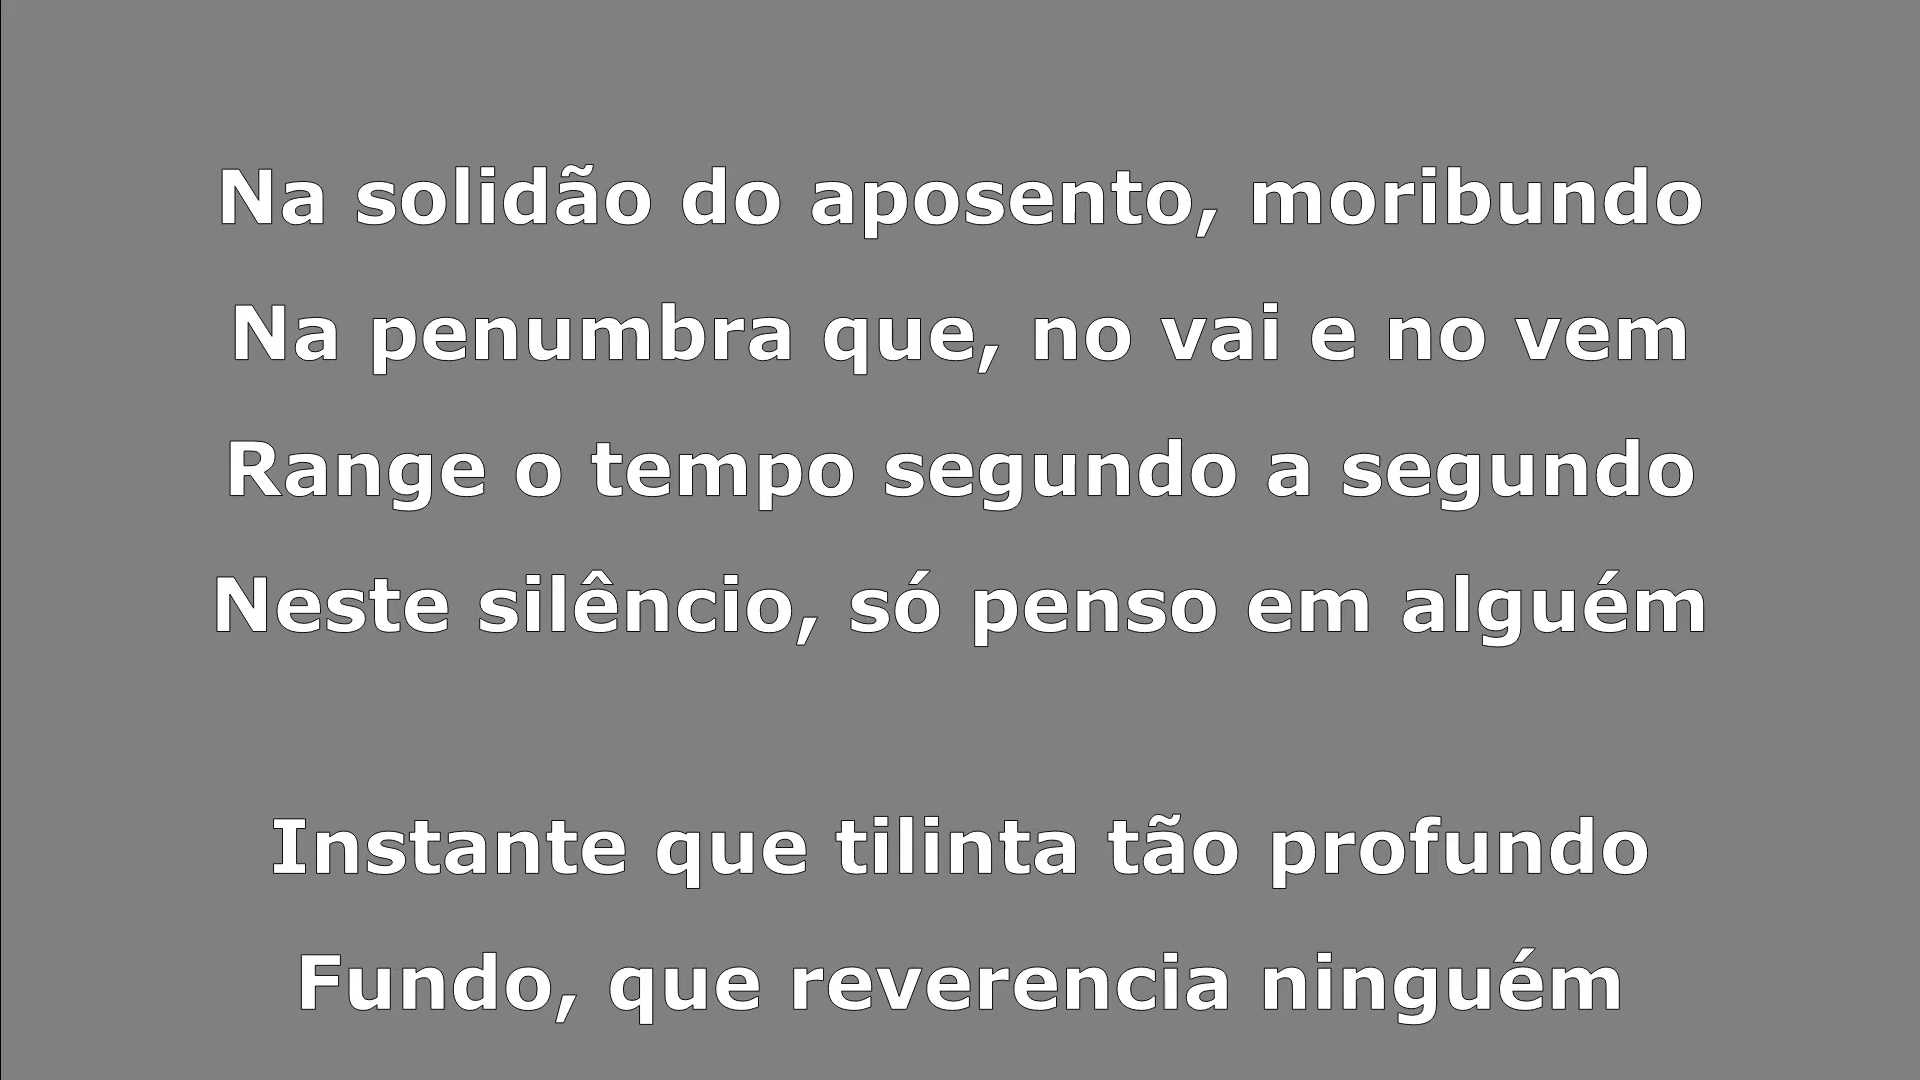 Na solidão do aposento, moribundo
Na penumbra que, no vai e no vem
Range o tempo segundo a segundo
Neste silêncio, só penso em alguém
Instante que tilinta tão profundo
Fundo, que reverencia ninguém